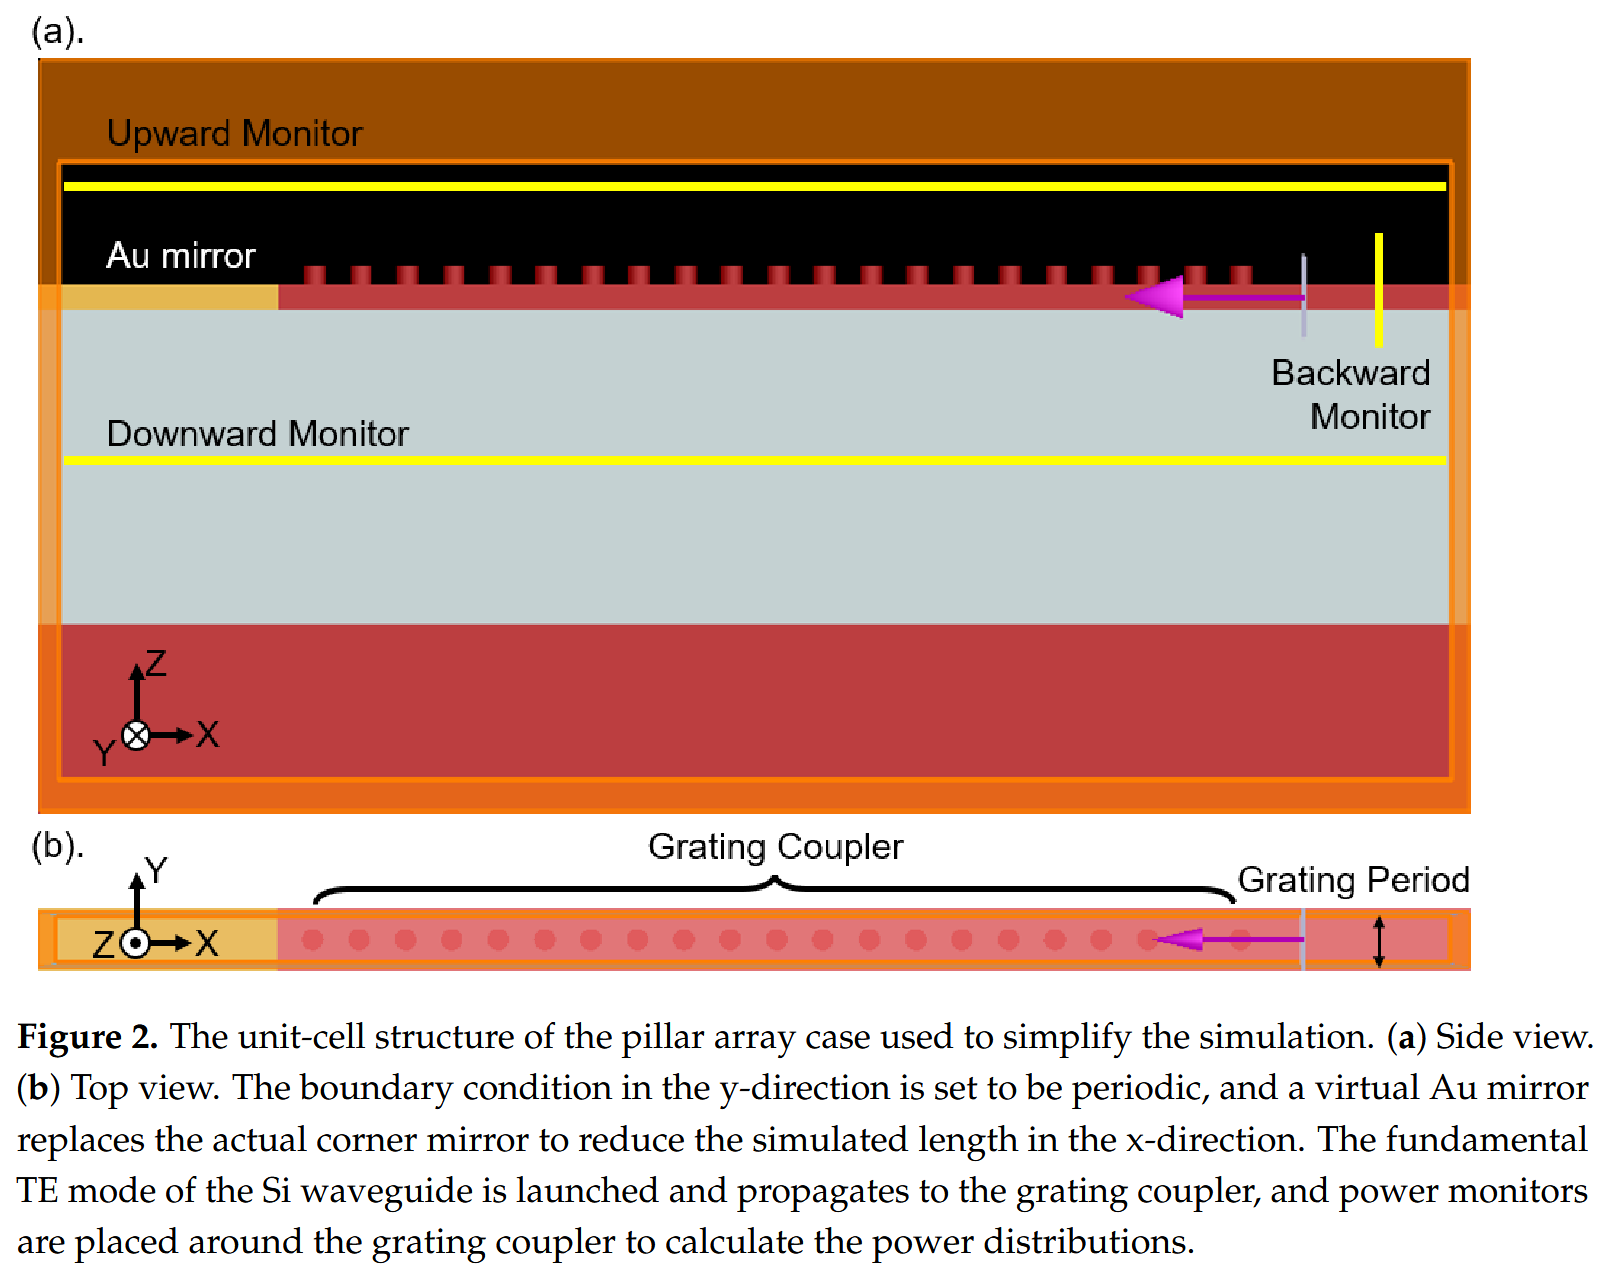 (a).
Upward Monitor
Au mirror
Backward
Monitor
Downward Monitor
Z
Y
X
(b).
Grating Coupler
Y
Grating Period
Z
X
Figure 2. The unit-cell structure of the pillar array case used to simplify the simulation. (a) Side view.
(b) Top view. The boundary condition in the y-direction is set to be periodic, and a virtual Au mirror
replaces the actual corner mirror to reduce the simulated length in the x-direction. The fundamental
TE mode of the Si waveguide is launched and propagates to the grating coupler, and power monitors
are placed around the grating coupler to calculate the power distributions.